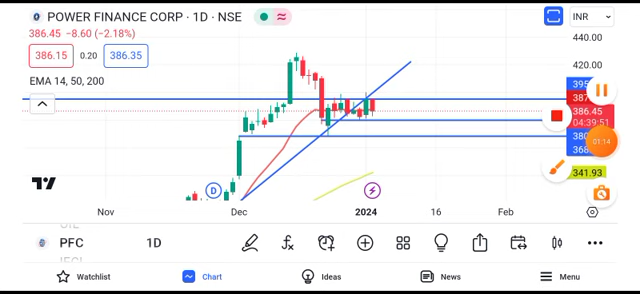 POWER FINANCE CORP · 1D · NSE
INR
386.45 −8.60 (−2.18%)
386.15 0.20 386.35
EMA 14, 50, 200
440.00
420.00
386.45
04:39:51
01:14
341.93
D
Nov Dec 2024 16 Feb
PFC 1D
Watchlist Chart Ideas News Menu